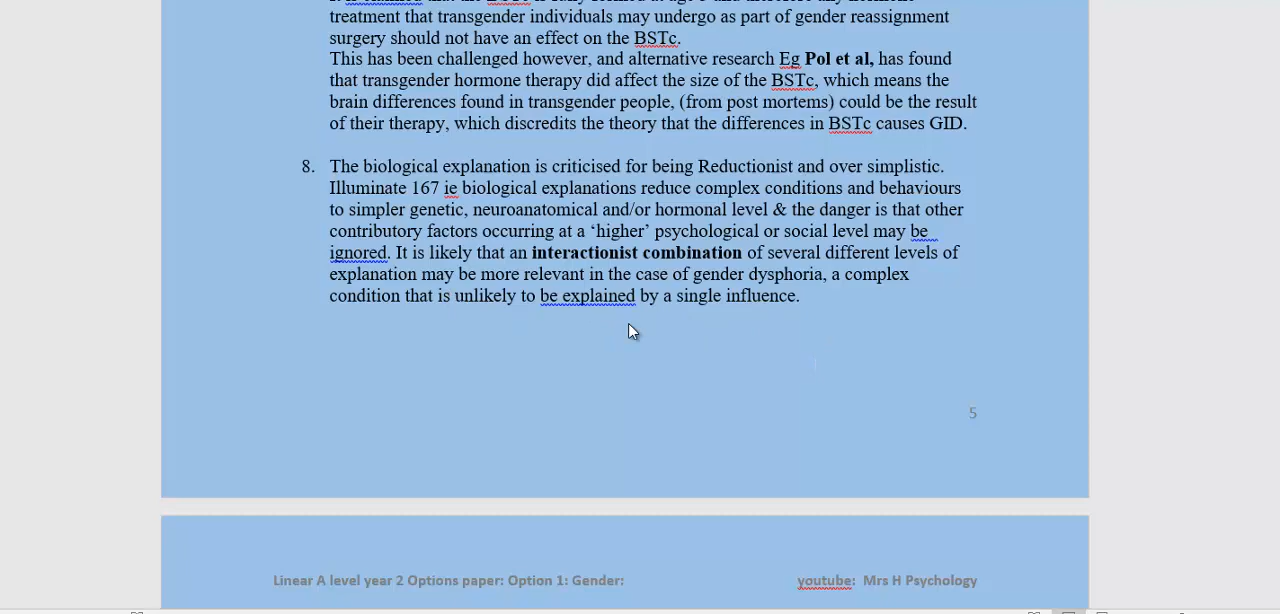 treatment that transgender individuals may undergo as part of gender reassignment
surgery should not have an effect on the BSTc.
This has been challenged however, and alternative research Eg Pol et al, has found
that transgender hormone therapy did affect the size of the BSTc, which means the
brain differences found in transgender people, (from post mortems) could be the result
of their therapy, which discredits the theory that the differences in BSTc causes GID.
8. The biological explanation is criticised for being Reductionist and over simplistic.
Illuminate 167 ie biological explanations reduce complex conditions and behaviours
to simpler genetic, neuroanatomical and/or hormonal level & the danger is that other
contributory factors occurring at a ‘higher’ psychological or social level may be
ignored. It is likely that an interactionist combination of several different levels of
explanation may be more relevant in the case of gender dysphoria, a complex
condition that is unlikely to be explained by a single influence.
5
Linear A level year 2 Options paper: Option 1: Gender: youtube: Mrs H Psychology